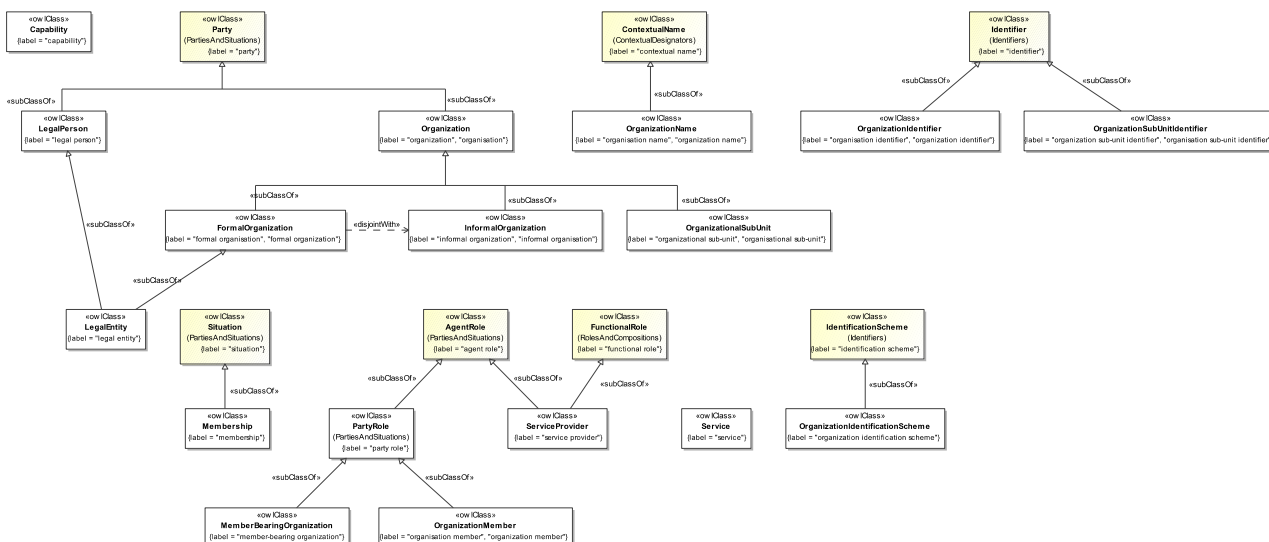 «owlClass»
Capability
{label = "capability"}
«owlClass»
Party
(PartiesAndSituations)
{label = "party"}
«owlClass»
ContextualName
(ContextualDesignators)
{label = "contextual name"}
«owlClass»
Identifier
(Identifiers)
{label = "identifier"}
«subClassOf»
«subClassOf»
«subClassOf»
«subClassOf»
«subClassOf»
«owlClass»
LegalPerson
{label = "legal person"}
«owlClass»
Organization
{label = "organization", "organisation"}
«owlClass»
OrganizationName
{label = "organisation name", "organization name"}
«owlClass»
OrganizationIdentifier
{label = "organisation identifier", "organization identifier"}
«owlClass»
OrganizationSubUnitIdentifier
{label = "organization sub-unit identifier", "organisation sub-unit identifier"
«subClassOf»
«subClassOf»
«subClassOf»
«subClassOf»
«owlClass»
FormalOrganization
{label = "formal organisation", "formal organization"}
«disjointWith»
«owlClass»
InformalOrganization
{label = "informal organization", "informal organisation"}
«owlClass»
OrganizationalSubUnit
{label = "organizational sub-unit", "organisational sub-unit"}
«subClassOf»
«owlClass»
LegalEntity
{label = "legal entity"}
«owlClass»
Situation
(PartiesAndSituations)
{label = "situation"}
«owlClass»
AgentRole
(PartiesAndSituations)
{label = "agent role"}
«owlClass»
FunctionalRole
(RolesAndCompositions)
{label = "functional role"}
«owlClass»
IdentificationScheme
(Identifiers)
{label = "identification scheme"}
«subClassOf»
«subClassOf»
«subClassOf»
«subClassOf»
«subClassOf»
«owlClass»
Membership
{label = "membership"}
«owlClass»
PartyRole
(PartiesAndSituations)
{label = "party role"}
«owlClass»
ServiceProvider
{label = "service provider"}
«owlClass»
Service
{label = "service"}
«owlClass»
OrganizationIdentificationScheme
{label = "organization identification scheme"}
«subClassOf»
«subClassOf»
«owlClass»
MemberBearingOrganization
{label = "member-bearing organization"}
«owlClass»
OrganizationMember
{label = "organisation member", "organization member"}